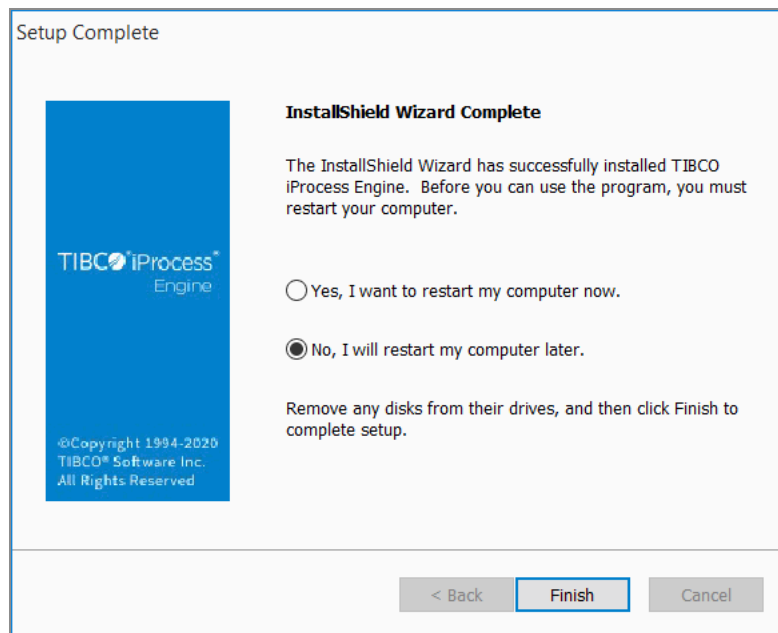 Setup Complete
InstallShield Wizard Complete
The InstallShield Wizard has successfully installed TIBCO
iProcess Engine.  Before you can use the program, you must
restart your computer.
TIBCO® iProcess®
Engine
Yes, I want to restart my computer now.
No, I will restart my computer later.
Remove any disks from their drives, and then click Finish to
complete setup.
©Copyright 1994-2020
TIBCO® Software Inc.
All Rights Reserved
< Back
Finish
Cancel